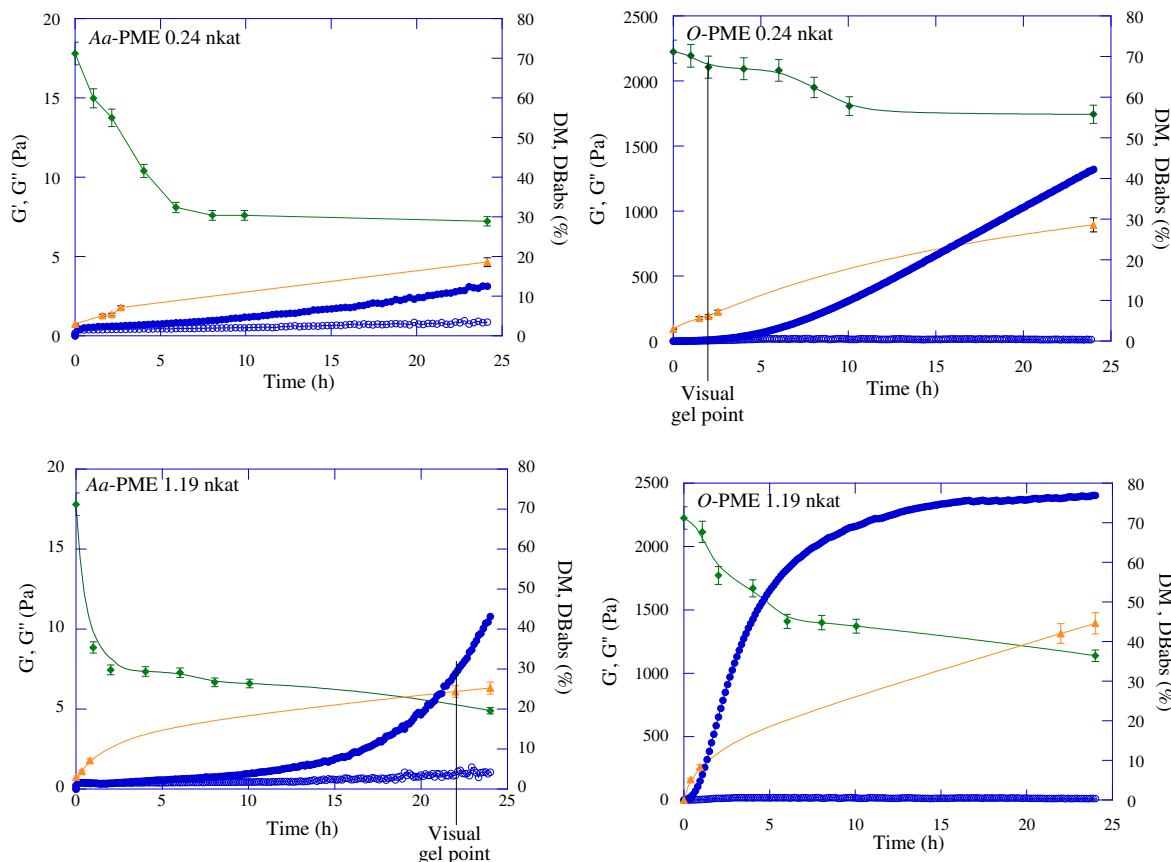 Aa-PME 0.24 nkat
G', G" (Pa)
20
15
10
5
0
DM, DBabs (%)
80
70
60
50
40
30
20
10
0
0 5 10 15 20 25
Time (h)
O-PME 0.24 nkat
G', G" (Pa)
2500
2000
1500
1000
500
0
DM, DBabs (%)
80
70
60
50
40
30
20
10
0
0 5 10 15 20
Time (h)
Visual
gel point
Aa-PME 1.19 nkat
G', G" (Pa)
20
15
10
5
0
DM, DBabs (%)
80
70
60
50
40
30
20
10
0
0 5 10 15 20 25
Time (h)
Visual
gel point
O-PME 1.19 nkat
G', G" (Pa)
2500
2000
1500
1000
500
0
DM , DBabs (%)
80
70
60
50
40
30
20
10
0
0 5 10 15 20 25
Time (h)